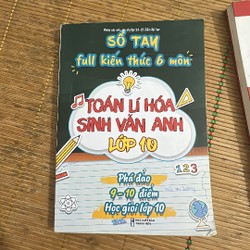 SỔ TAY
full kiến thức 6 môn
TOÁN LÍ HÓA
SINH VĂN ANH
LỚP 10
123
Phá đảo
9 - 10 điểm
Học giỏi lớp 10